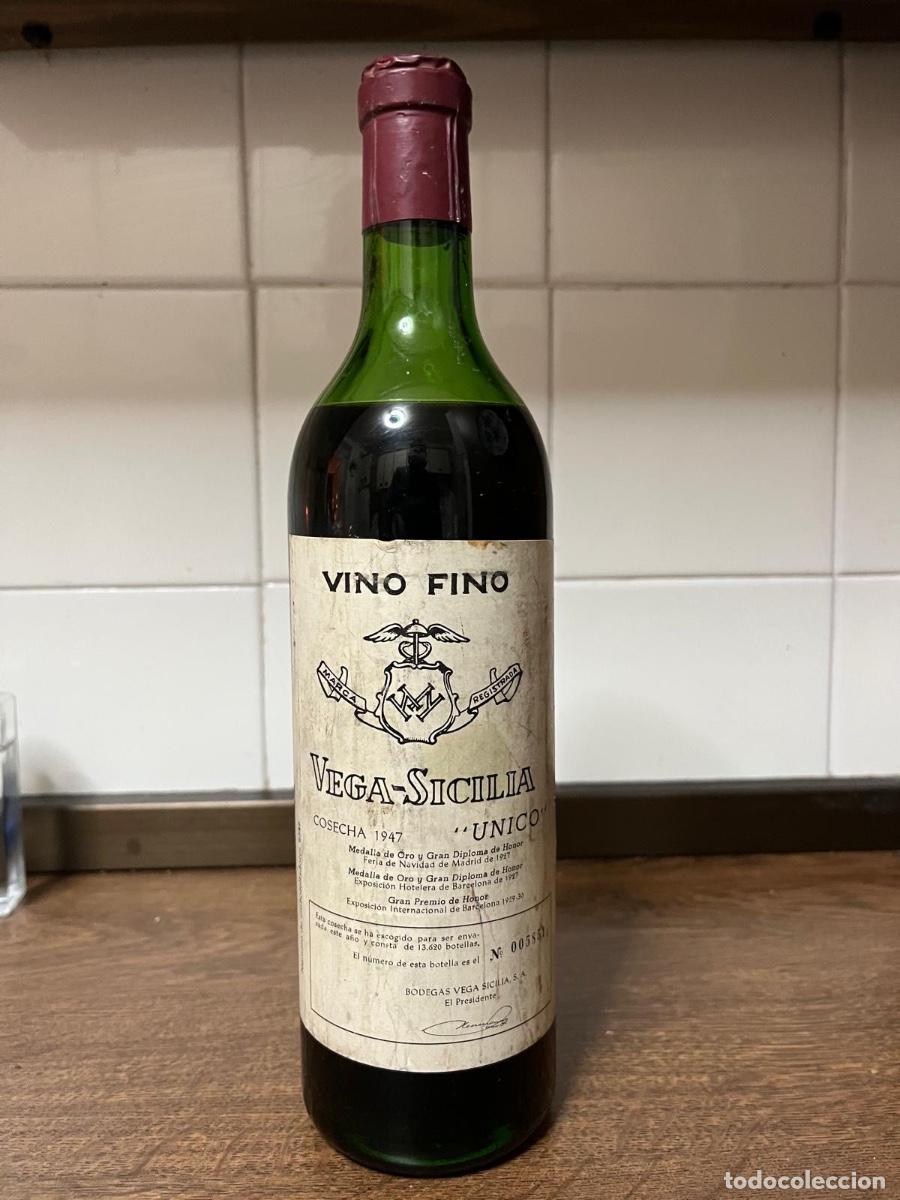 VINO FINO
MARCA REGISTRADA
VEGA-SICILIA
COSECHA 1947 "UNICO"
Medalla de Oro y Gran Diploma de Honor
Feria de Navidad de Madrid de 1927
Medalla de Oro y Gran Diploma de Honor
Exposición Hotelera de Barcelona de 1927
Gran Premio de Honor
Exposición Internacional de Barcelona 1929-30
Esta cosecha se ha escogido para ser enva-
sada este año y consta de 13.620 botellas,
El número de esta botella es el Nº
BODEGAS VEGA SICILIA, S. A.
El Presidente
todocoleccion